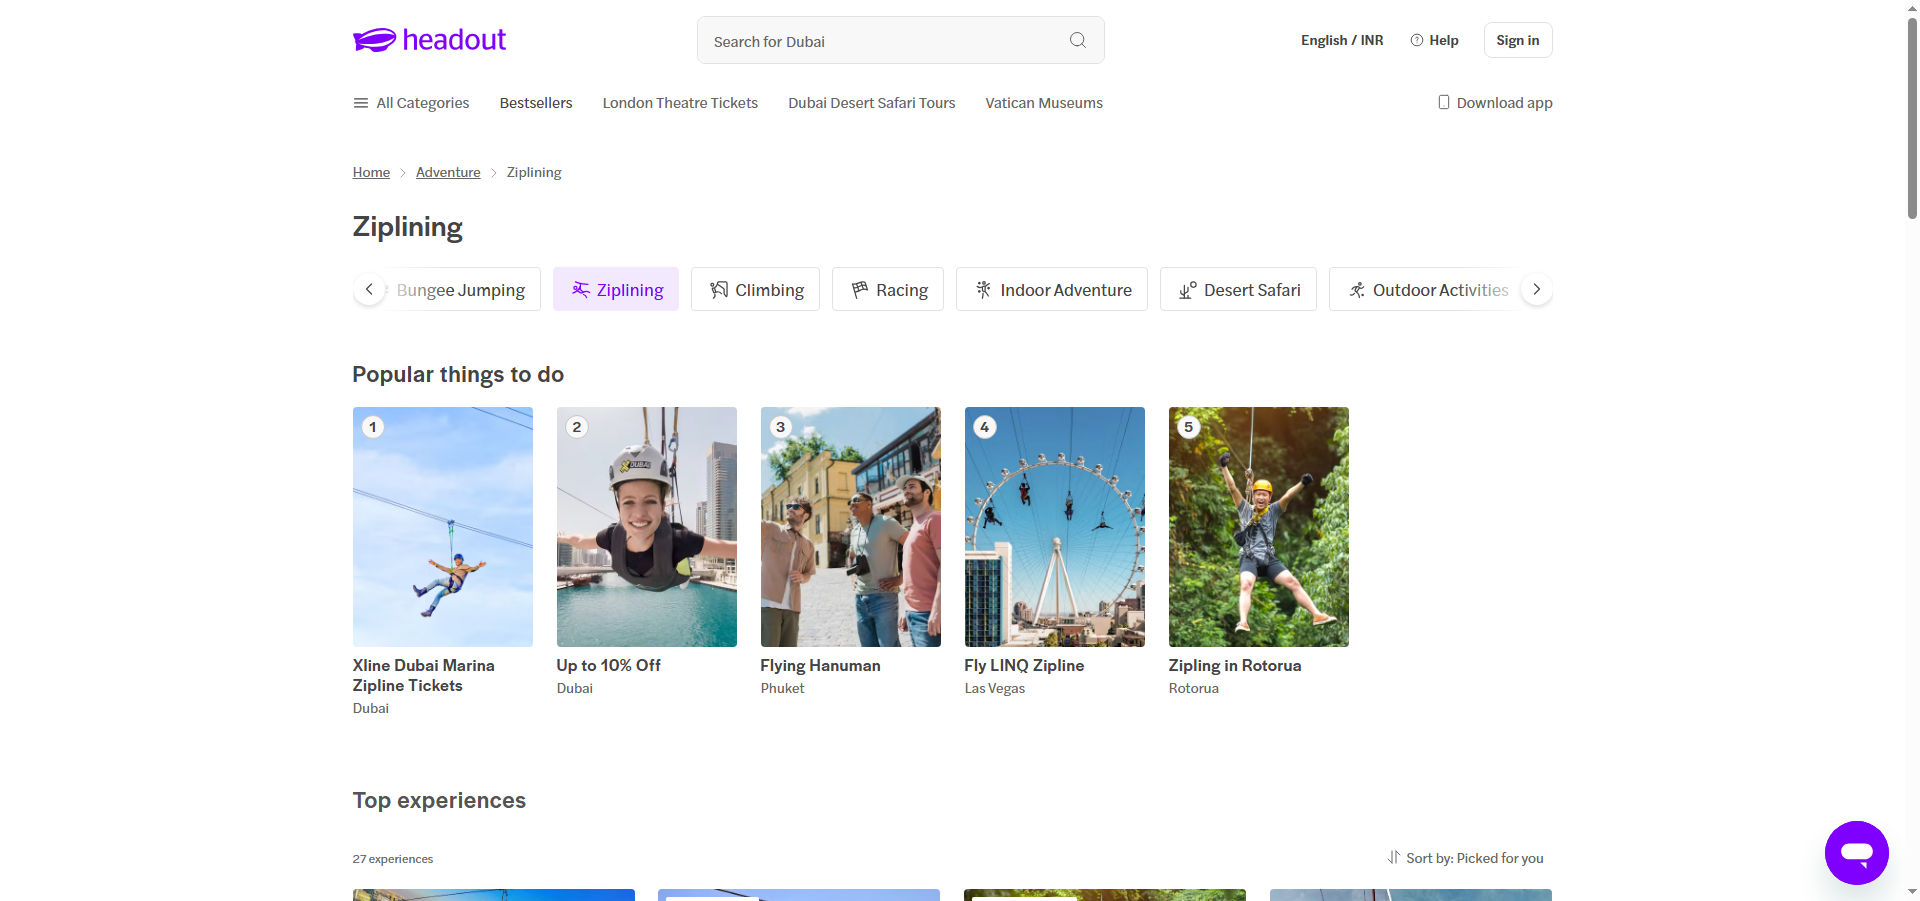 headout
Search for Dubai
English / INR
Help
Sign in
All Categories
Bestsellers
London Theatre Tickets
Dubai Desert Safari Tours
Vatican Museums
Download app
Home
Adventure
Ziplining
Ziplining
Bungee Jumping
Ziplining
Climbing
Racing
Indoor Adventure
Desert Safari
Outdoor Activities
Popular things to do
1
2
3
4
5
XDUBAI
Xline Dubai Marina
Zipline Tickets
Dubai
Up to 10% Off
Dubai
Flying Hanuman
Phuket
Fly LINQ Zipline
Las Vegas
Zipling in Rotorua
Rotorua
Top experiences
27 experiences
Sort by: Picked for you